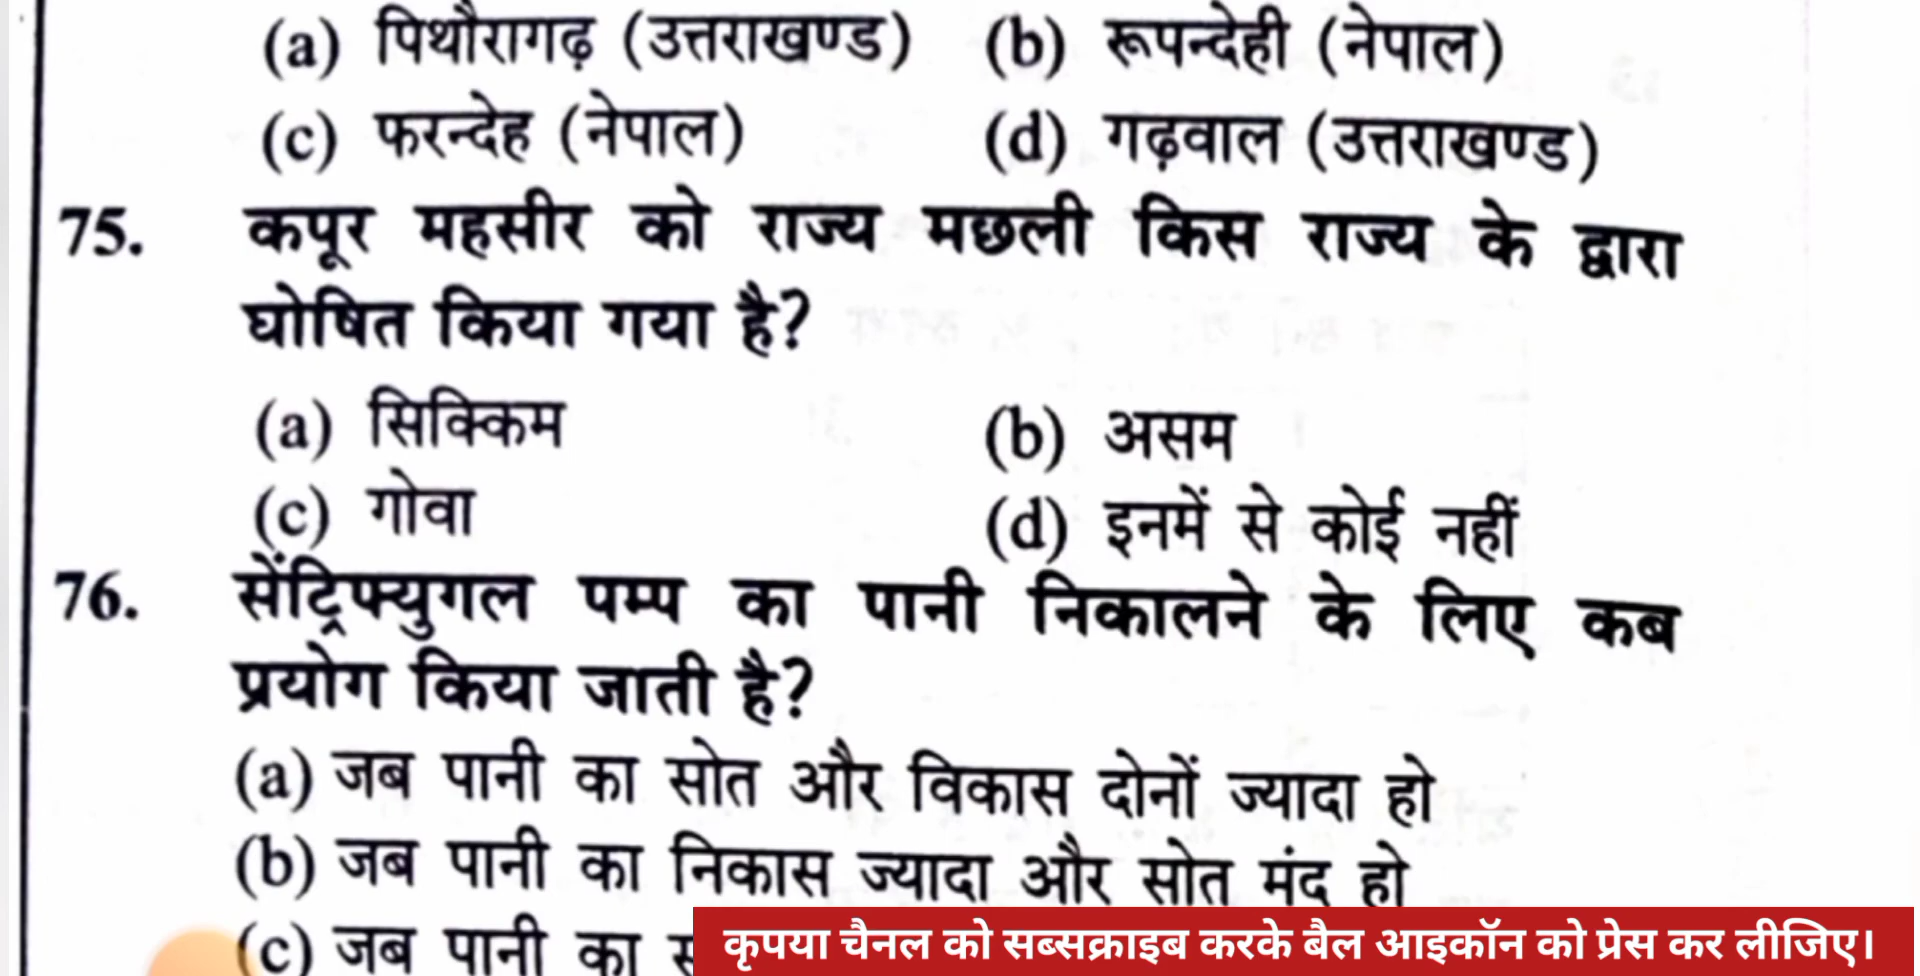 (a) पिथौरागढ़ (उत्तराखण्ड) (b) रूपन्देही (नेपाल)
(c) फरन्देह (नेपाल) (d) गढ़वाल (उत्तराखण्ड)
75. कपूर महसीर को राज्य मछली किस राज्य के द्वारा
घोषित किया गया है?
(a) सिक्किम (b) असम
(c) गोवा (d) इनमें से कोई नहीं
76. सेंट्रिफ्युगल पम्प का पानी निकालने के लिए कब
प्रयोग किया जाती है?
(a) जब पानी का सोत और विकास दोनों ज्यादा हो
(b) जब पानी का निकास ज्यादा और सोत मंद हो
(c) जब पानी का
कृपया चैनल को सब्सक्राइब करके बैल आइकॉन को प्रेस कर लीजिए।